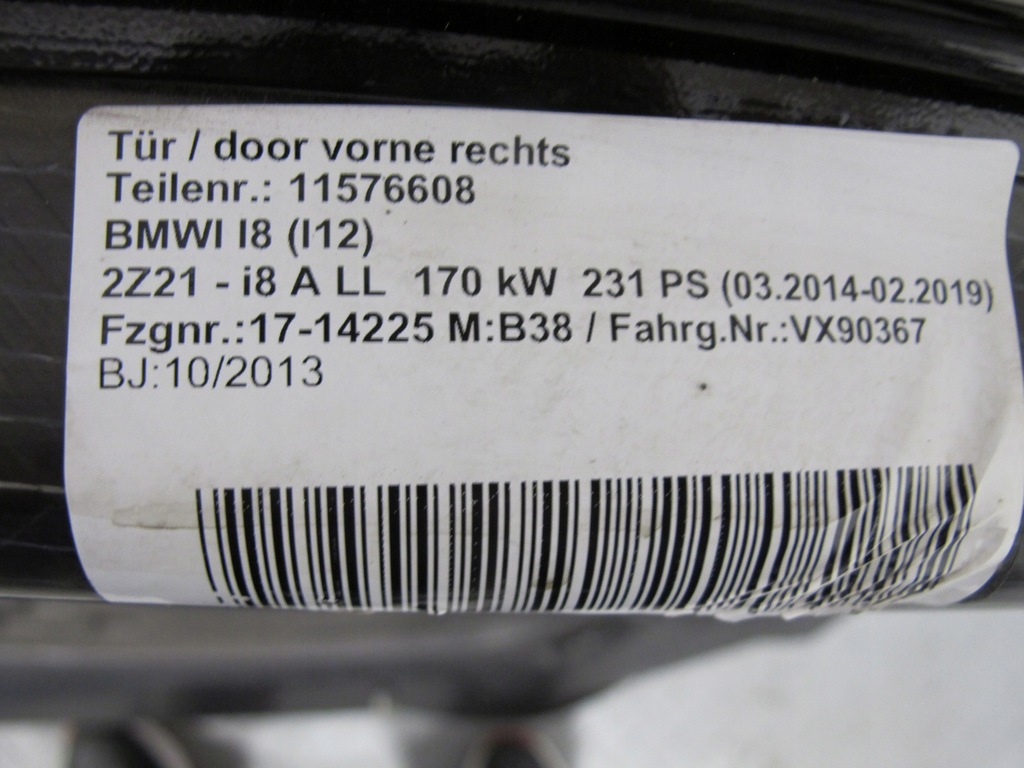 Tür / door vorne rechts
Teilenr.: 11576608
BMWI I8 (I12)
2Z21 - i8 A LL 170 kW 231 PS (03.2014-02.2019)
Fzgnr.:17-14225 M:B38 / Fahrg.Nr.:VX90367
BJ:10/2013